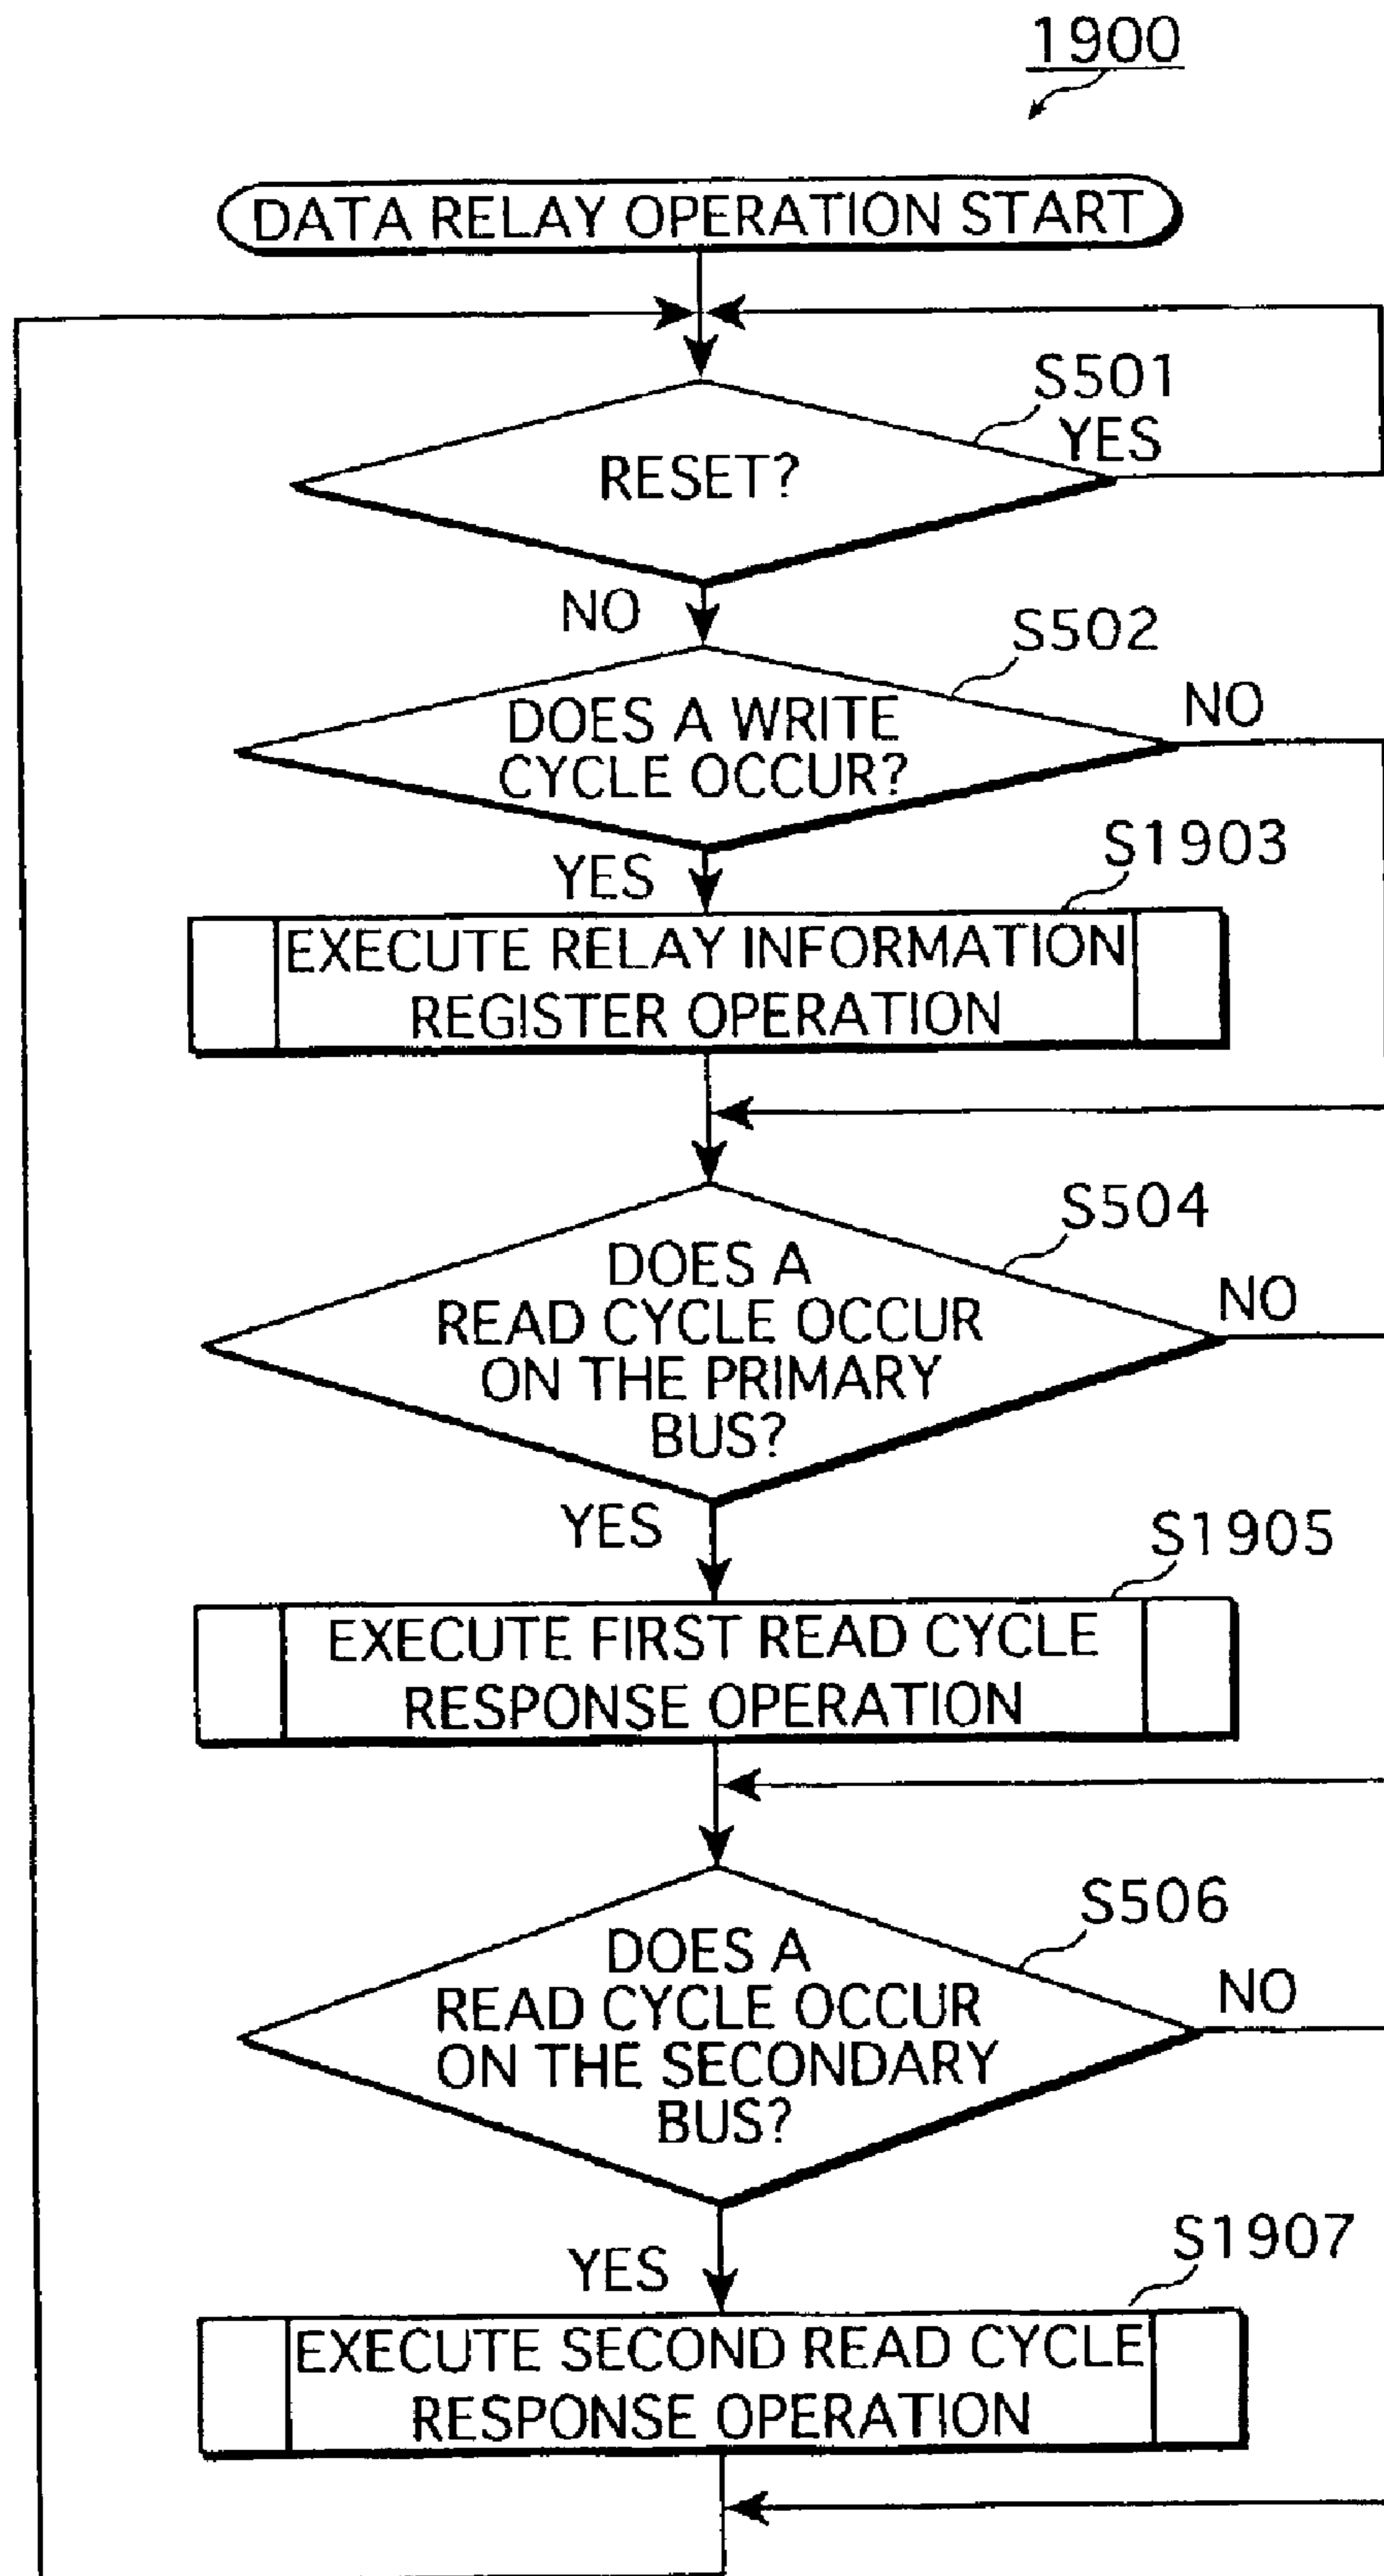 1900
DATA RELAY OPERATION START
S501
YES
RESET?
NO
S502
NO
DOES A WRITE
CYCLE OCCUR?
S1903
YES
EXECUTE RELAY INFORMATION
REGISTER OPERATION
S504
DOES A
NO
READ CYCLE OCCUR
ON THE PRIMARY
BUS?
YES
S1905
EXECUTE FIRST READ CYCLE
RESPONSE OPERATION
S506
DOES A
NO
READ CYCLE OCCUR
ON THE SECONDARY
BUS?
S1907
YES
EXECUTE SECOND READ CYCLE
RESPONSE OPERATION